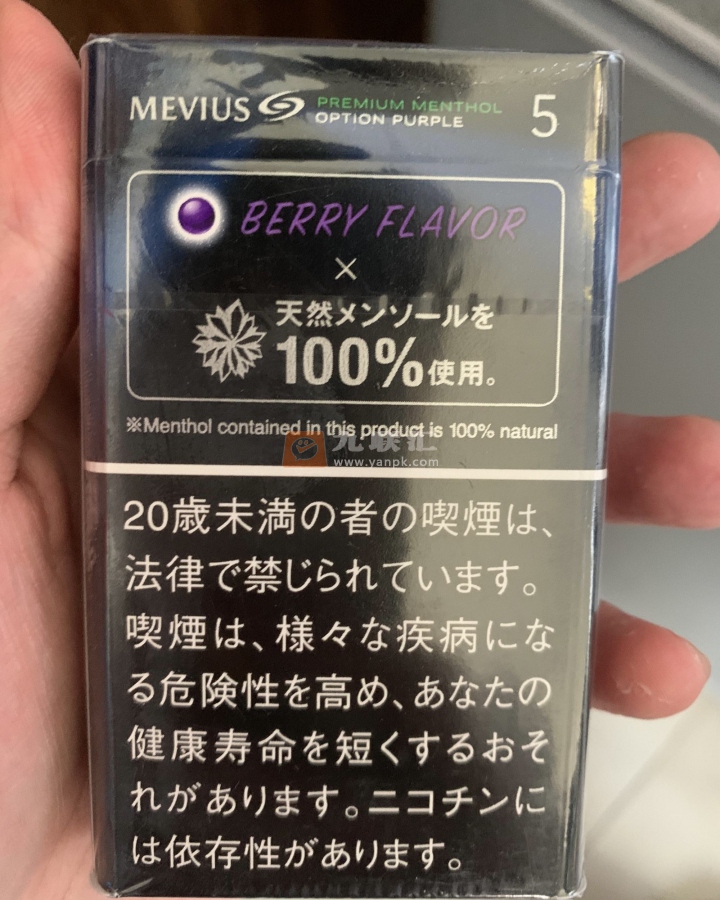 MEVIUS PREMIUM MENTHOL OPTION PURPLE 5
BERRY FLAVOR
×
天然メンソールを
100%使用。
※Menthol contained in this product is 100% natural
www.yanpk.com
20歳未満の者の喫煙は、
法律で禁じられています。
喫煙は、様々な疾病にな
る危険性を高め、あなたの
健康寿命を短くするおそ
れがあります。ニコチンに
は依存性があります。